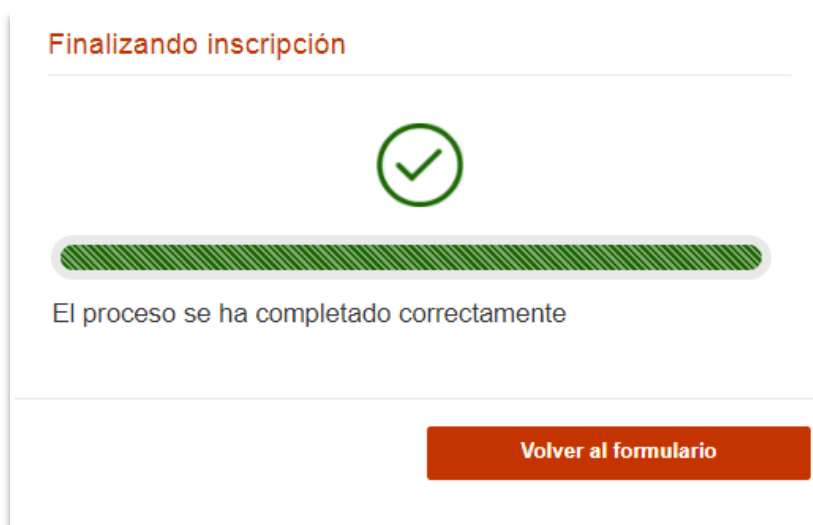 Finalizando inscripción
El proceso se ha completado correctamente
Volver al formulario